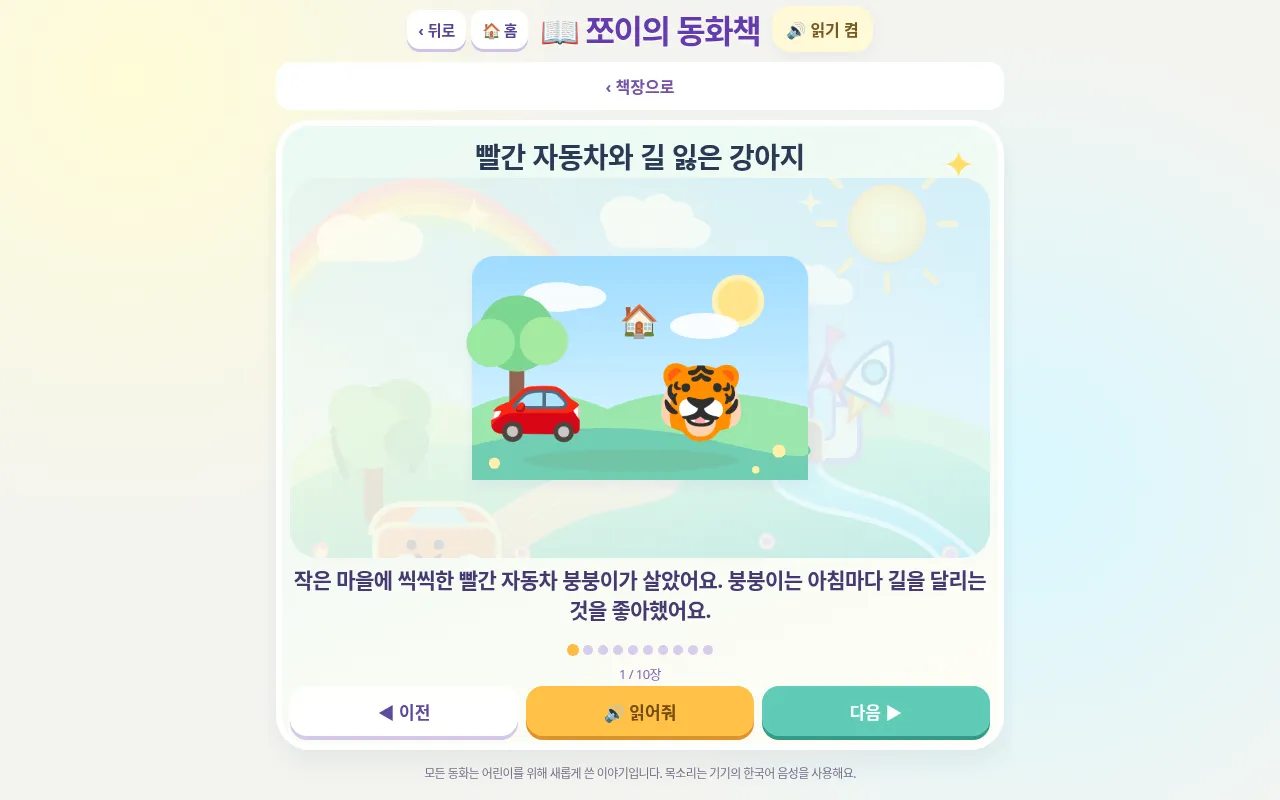 ‹ 뒤로
🏠 홈
📖 쪼이의 동화책
🔊 읽기 켬
‹ 책장으로
빨간 자동차와 길 잃은 강아지
작은 마을에 씩씩한 빨간 자동차 붕붕이가 살았어요. 붕붕이는 아침마다 길을 달리는
것을 좋아했어요.
1 / 10장
◀ 이전
🔊 읽어줘
다음 ▶
모든 동화는 어린이를 위해 새롭게 쓴 이야기입니다. 목소리는 기기의 한국어 음성을 사용해요.